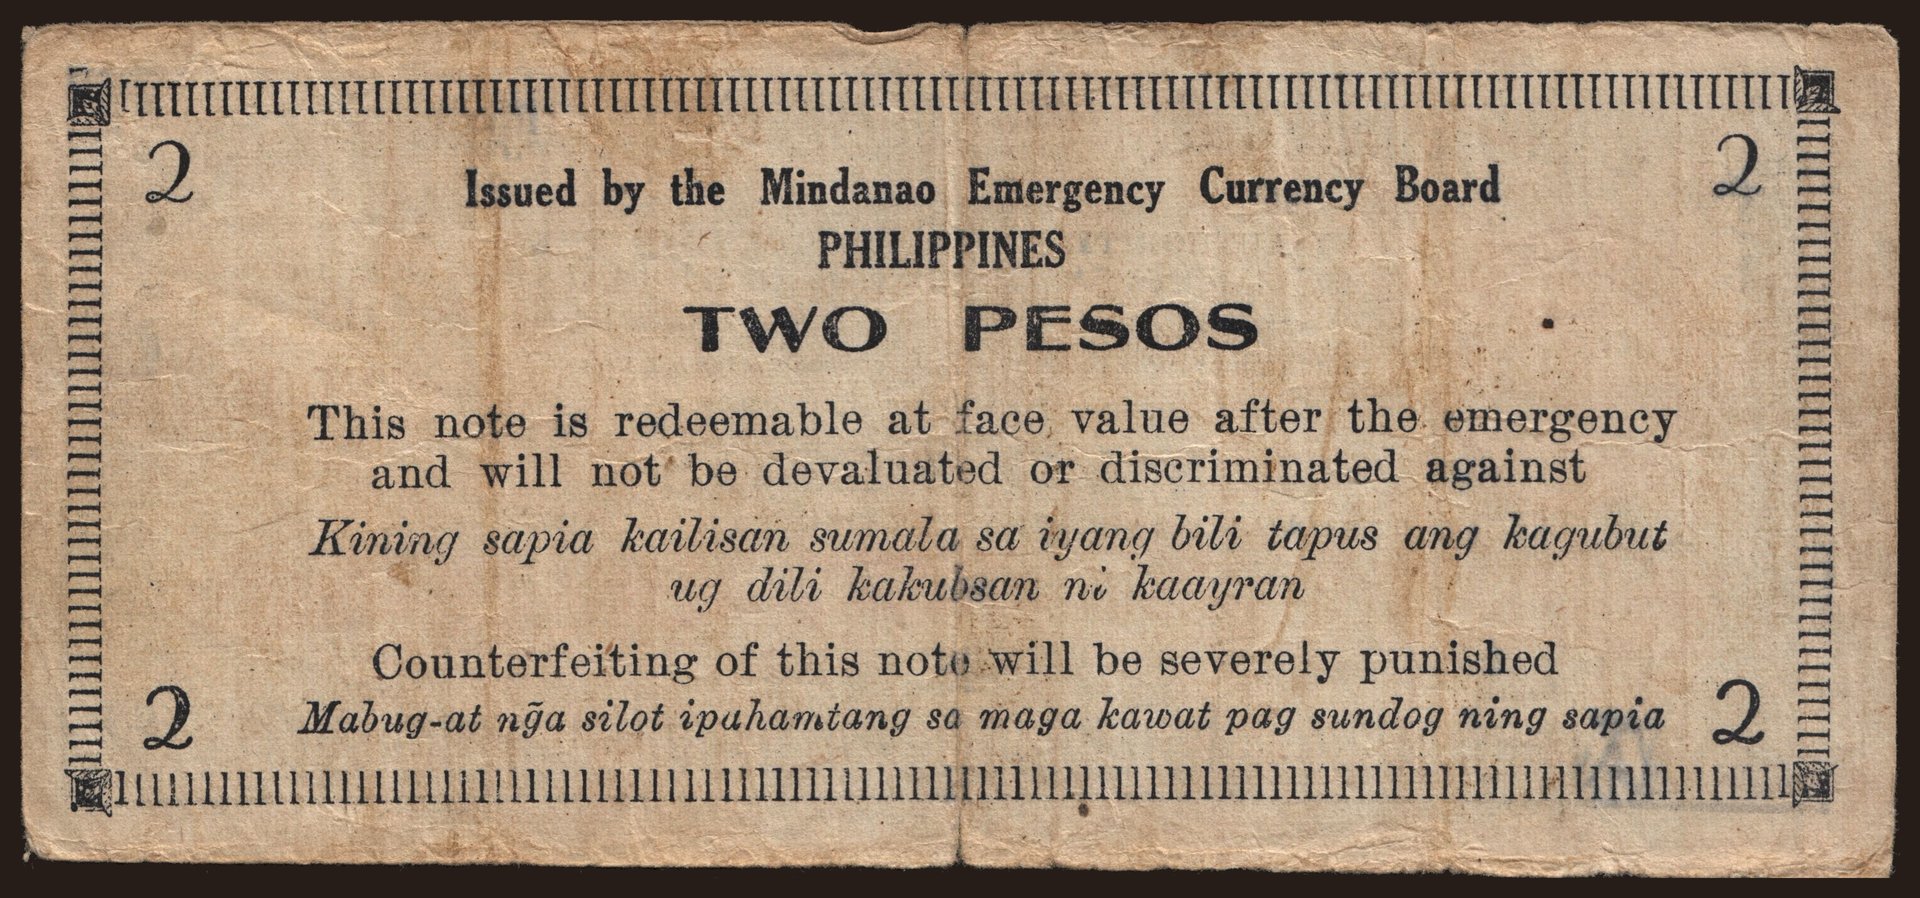 2 2
Issued by the Mindanao Emergency Currency Board
PHILIPPINES
TWO PESOS
This note is redeemable at face value after the emergency
and will not be devaluated or discriminated against
Kining sapia kailisan sumala sa iyang bili tapus ang kagubut
ug dili kakubsan ni kaayran
Counterfeiting of this note will be severely punished
Mabug-at ng̃a silot ipahamtang sa maga kawat pag sundog ning sapia
2 2